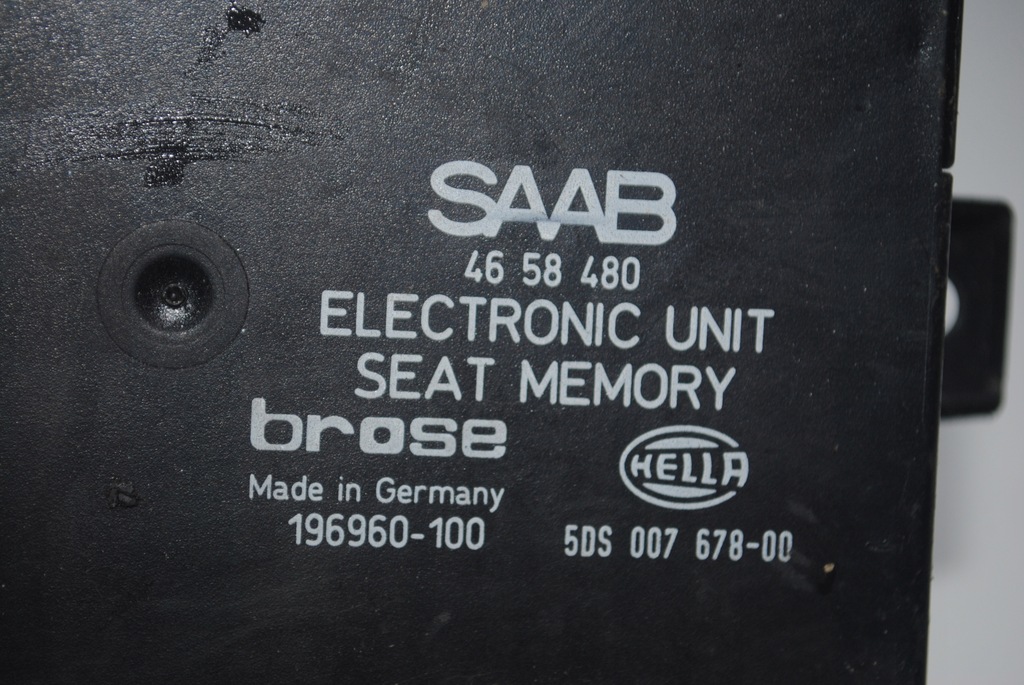 SAAB
46 58 480
ELECTRONIC UNIT
SEAT MEMORY
brose
HELLA
Made in Germany
196960-100
5DS 007 678-00